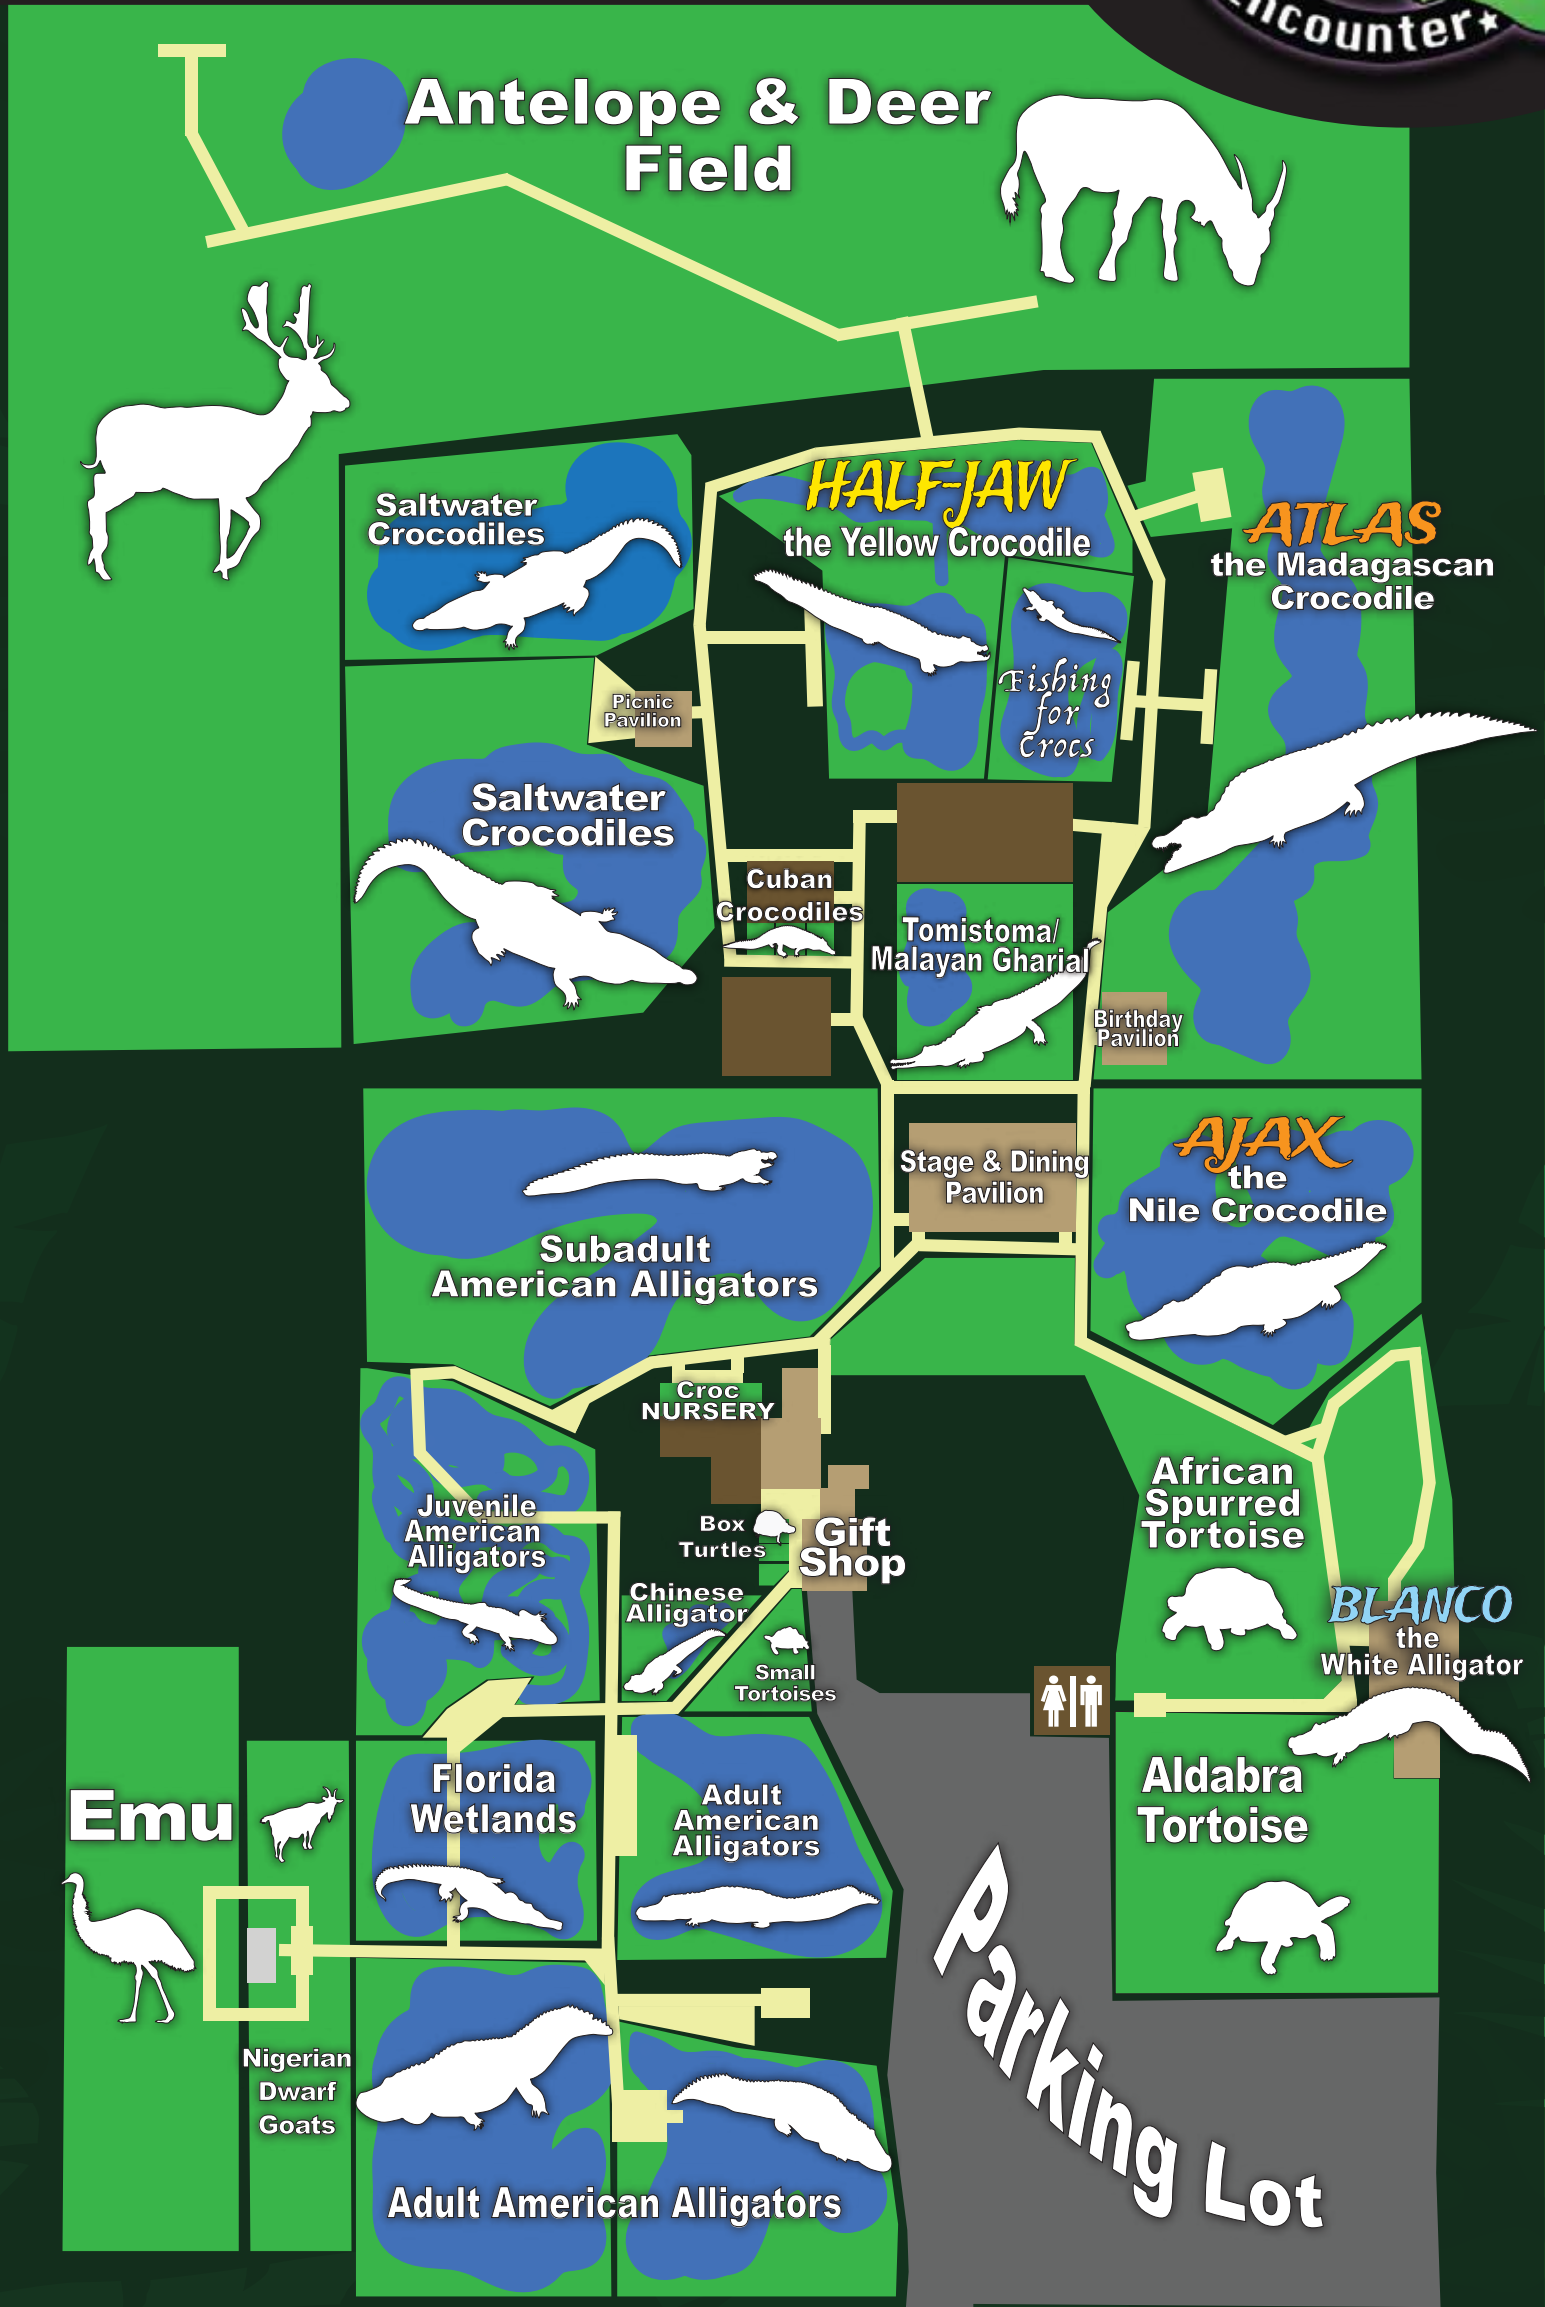 Encounter
Antelope & Deer
Field
Saltwater
Crocodiles
HALF-JAW
the Yellow Crocodile
ATLAS
the Madagascan
Crocodile
Fishing
for
Crocs
Picnic
Pavilion
Saltwater
Crocodiles
Cuban
Crocodiles
Tomistoma/
Malayan Gharial
Birthday
Pavilion
Stage & Dining
Pavilion
AJAX
the
Nile Crocodile
Subadult
American Alligators
Croc
NURSERY
African
Spurred
Tortoise
Juvenile
American
Alligators
Box
Turtles
Gift
Shop
Chinese
Alligator
Small
Tortoises
BLANCO
the
White Alligator
Emu
Florida
Wetlands
Adult
American
Alligators
Aldabra
Tortoise
Nigerian
Dwarf
Goats
Adult American Alligators
Parking Lot